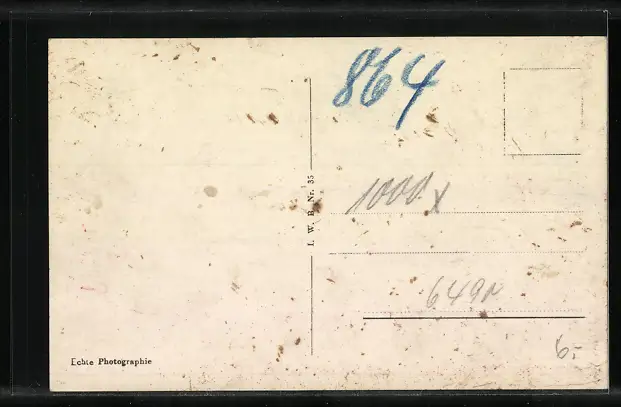 864
I. W. B. Nr. 35
1000 x
649
6.-
Echte Photographie